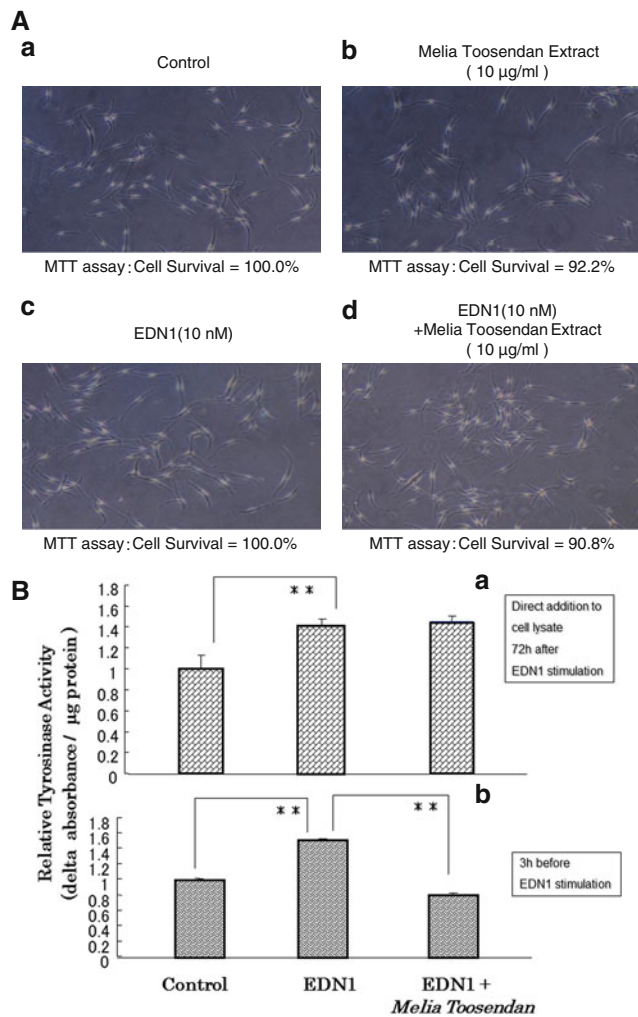 A
a
Control
b
Melia Toosendan Extract
( 10 µg/ml )
MTT assay:Cell Survival = 100.0%
MTT assay:Cell Survival = 92.2%
c
EDN1(10 nM)
d
EDN1(10 nM)
+Melia Toosendan Extract
( 10 µg/ml )
MTT assay:Cell Survival = 100.0%
MTT assay:Cell Survival = 90.8%
B
Relative Tyrosinase Activity
(delta absorbance/ µg protein)
1.8
1.6
1.4
1.2
1
0.8
0.6
0.4
0.2
0
**
a
Direct addition to
cell lysate
72h after
EDN1 stimulation
1.8
1.6
1.4
1.2
1
0.8
0.6
0.4
0.2
0
**
**
b
3h before
EDN1 stimulation
Control
EDN1
EDN1 +
Melia Toosendan